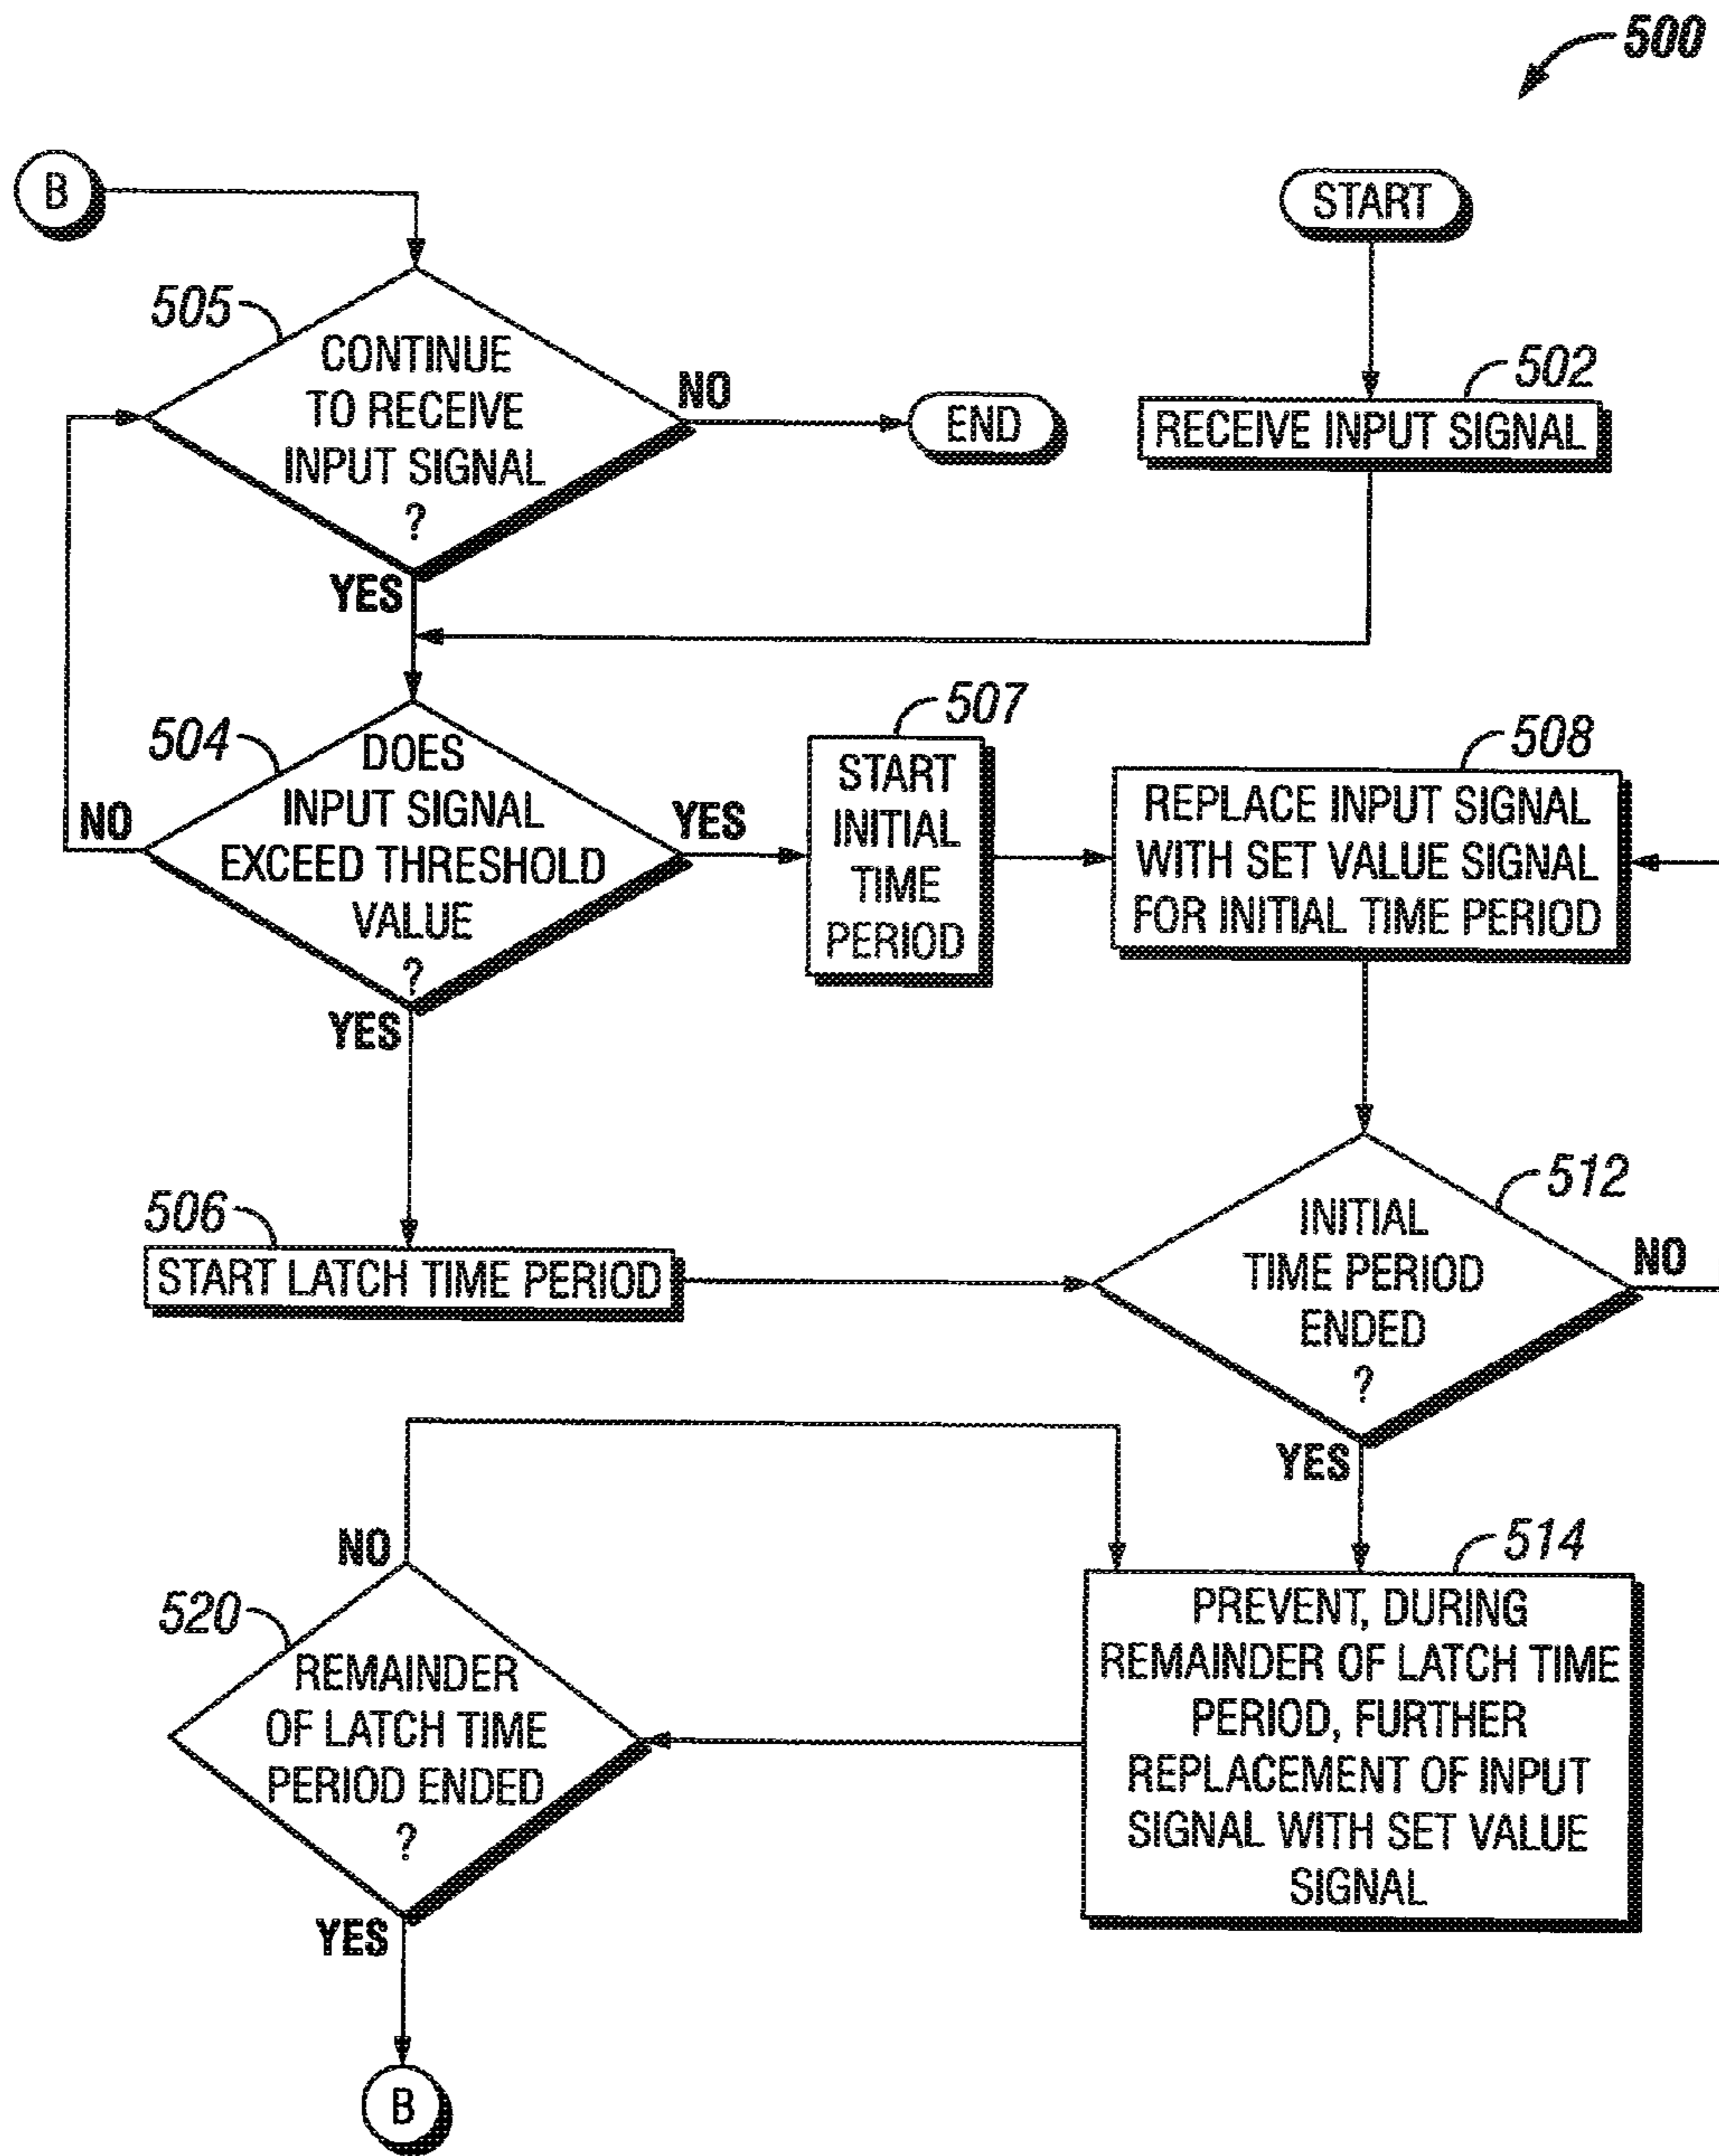 500
B
START
505
CONTINUE
TO RECEIVE
INPUT SIGNAL
?
NO
END
502
RECEIVE INPUT SIGNAL
YES
504
DOES
INPUT SIGNAL
EXCEED THRESHOLD
VALUE
?
NO
YES
YES
507
START
INITIAL
TIME
PERIOD
508
REPLACE INPUT SIGNAL
WITH SET VALUE SIGNAL
FOR INITIAL TIME PERIOD
506
START LATCH TIME PERIOD
512
INITIAL
TIME PERIOD
ENDED
?
NO
YES
514
PREVENT, DURING
REMAINDER OF LATCH TIME
PERIOD, FURTHER
REPLACEMENT OF INPUT
SIGNAL WITH SET VALUE
SIGNAL
NO
520
REMAINDER
OF LATCH TIME
PERIOD ENDED
?
YES
B